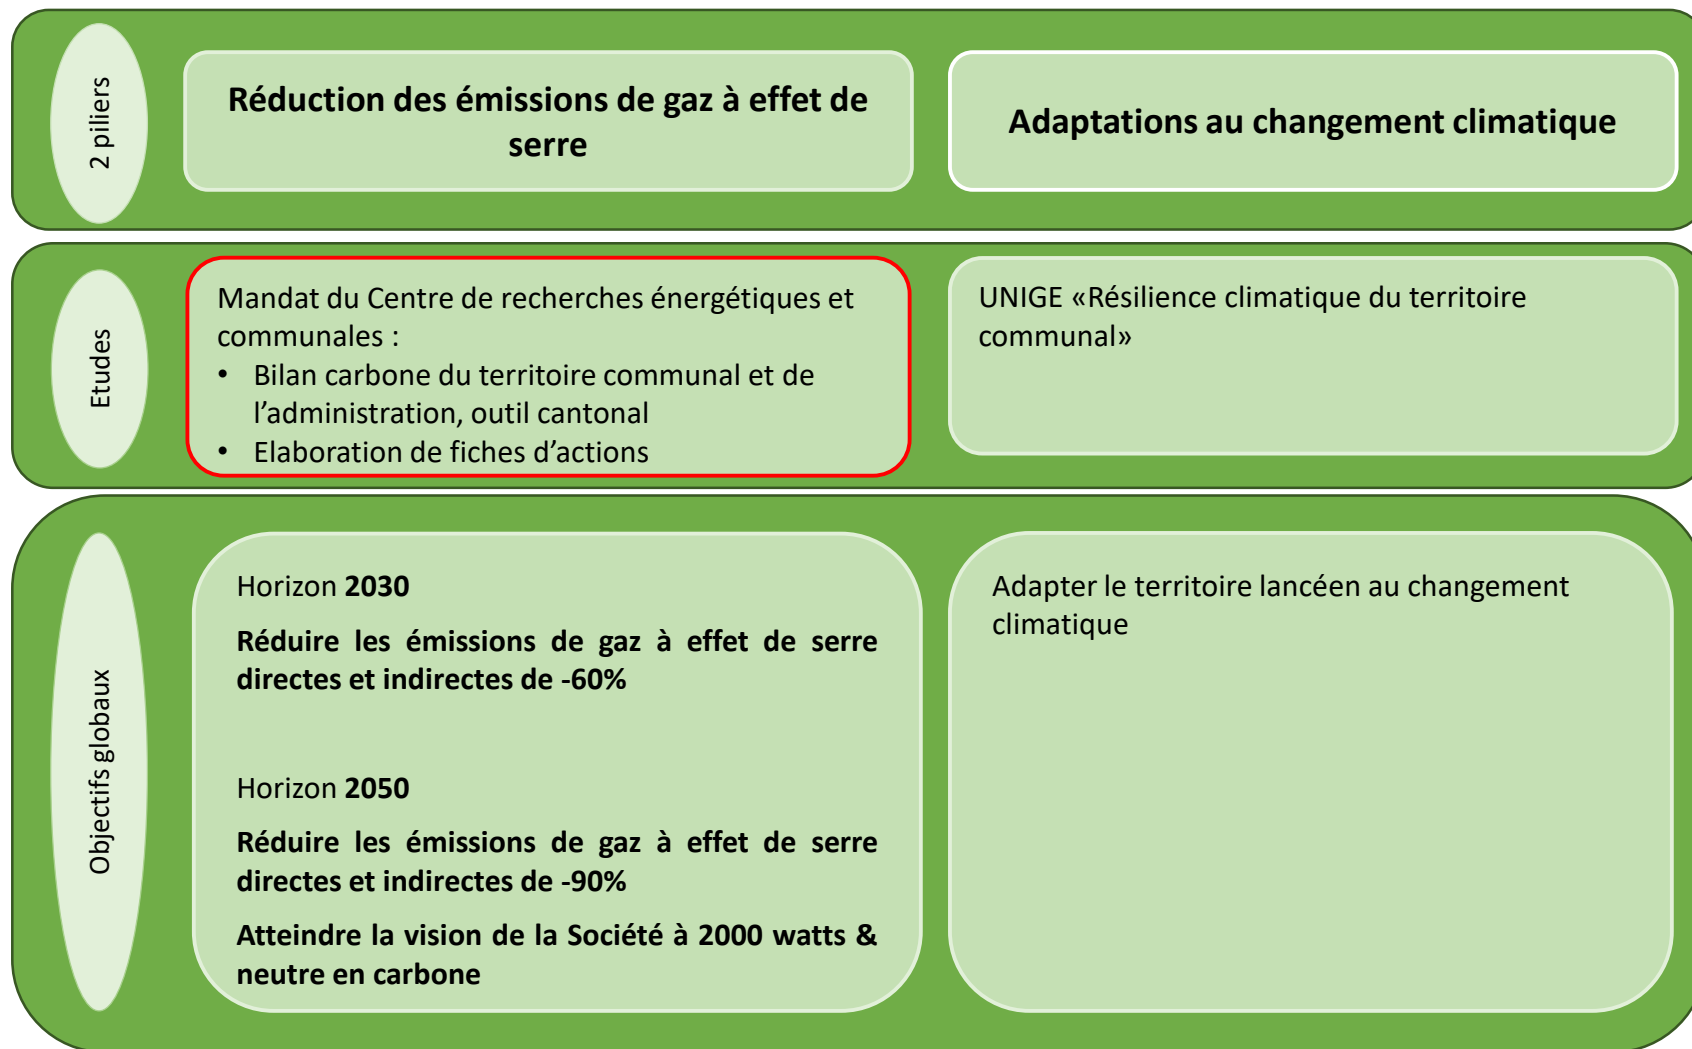 2 piliers
Réduction des émissions de gaz à effet de
serre
Adaptations au changement climatique
Etudes
Mandat du Centre de recherches énergétiques et
communales :
• Bilan carbone du territoire communal et de
l’administration, outil cantonal
• Elaboration de fiches d’actions
UNIGE «Résilience climatique du territoire
communal»
Objectifs globaux
Horizon 2030
Réduire les émissions de gaz à effet de serre
directes et indirectes de -60%
Horizon 2050
Réduire les émissions de gaz à effet de serre
directes et indirectes de -90%
Atteindre la vision de la Société à 2000 watts &
neutre en carbone
Adapter le territoire lancéen au changement
climatique